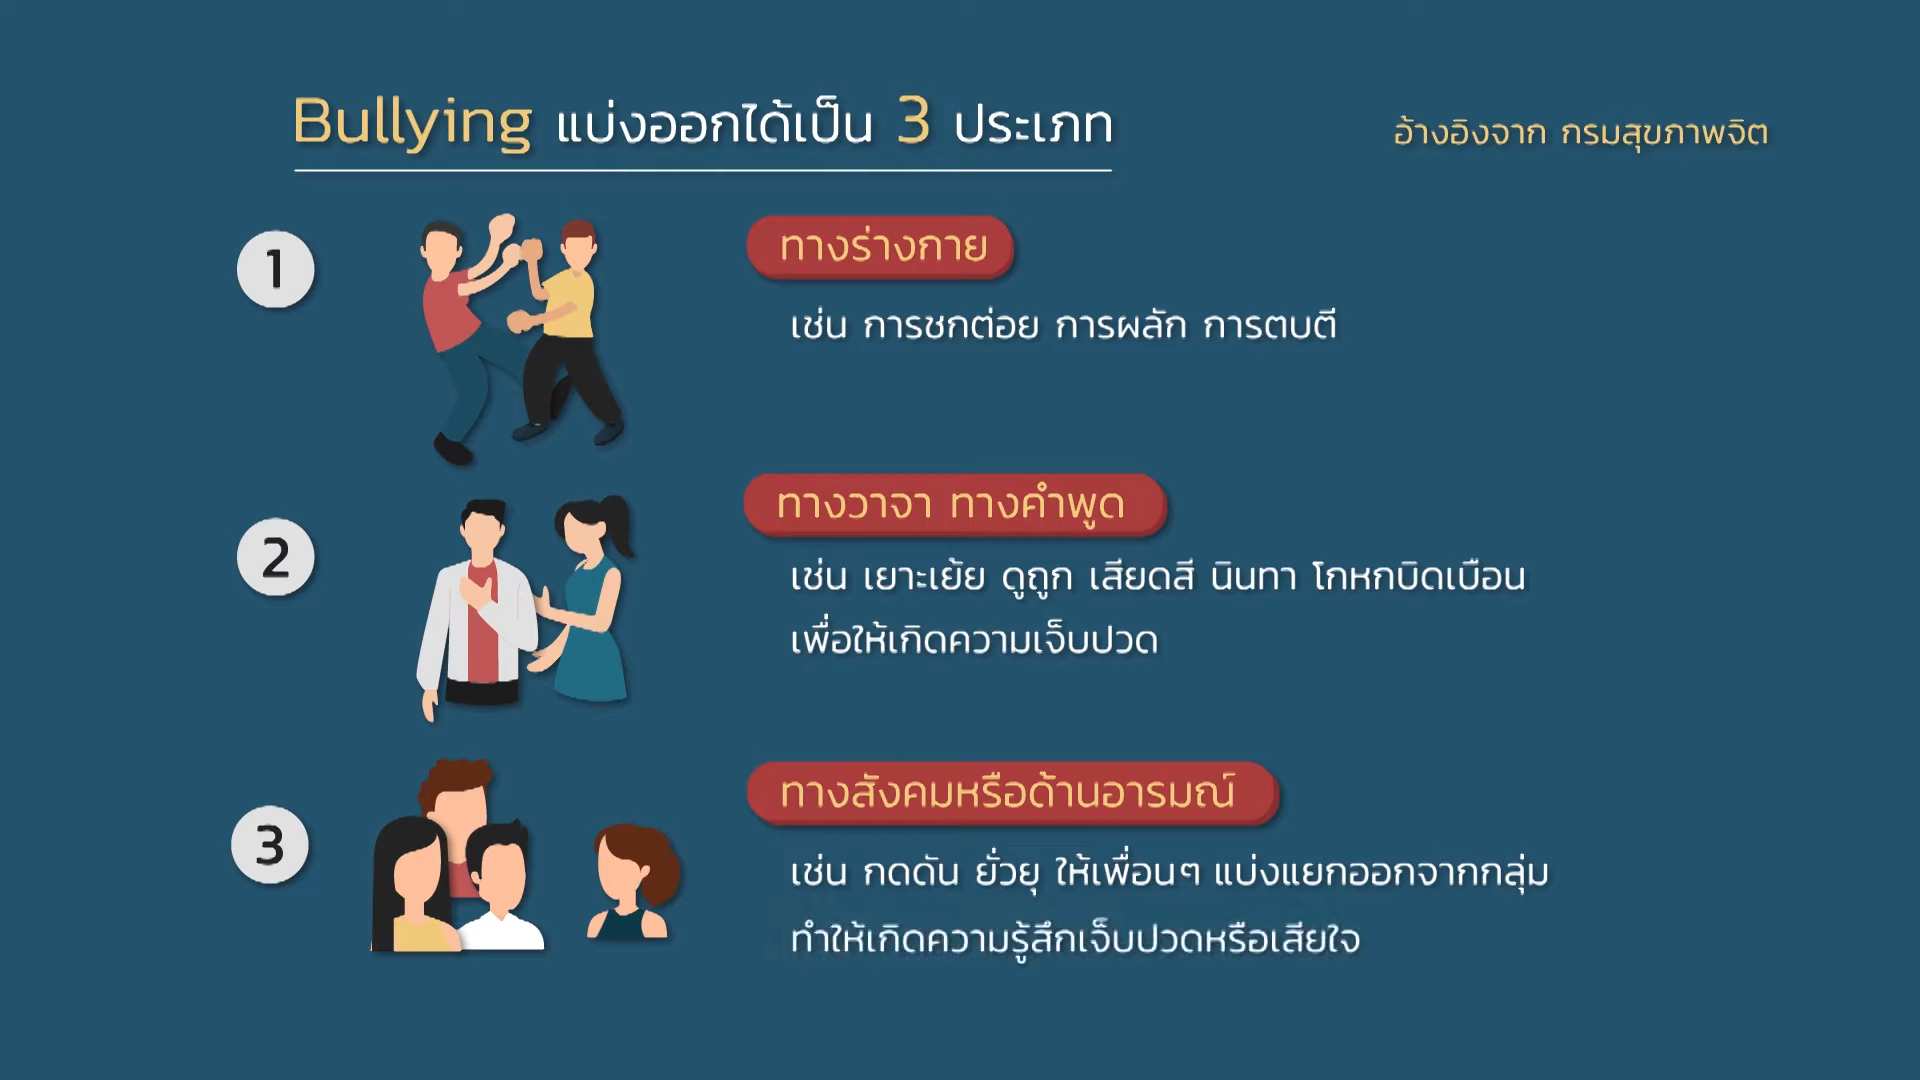 Bullying แบ่งออกได้เป็น 3 ประเภท
อ้างอิงจาก กรมสุขภาพจิต
1
ทางร่างกาย
เช่น การชกต่อย การผลัก การตบตี
2
ทางวาจา ทางคำพูด
เช่น เยาะเย้ย ดูถูก เสียดสี นินทา โกหกบิดเบือน
เพื่อให้เกิดความเจ็บปวด
3
ทางสังคมหรือด้านอารมณ์
เช่น กดดัน ยั่วยุ ให้เพื่อนๆ แบ่งแยกออกจากกลุ่ม
ทำให้เกิดความรู้สึกเจ็บปวดหรือเสียใจ